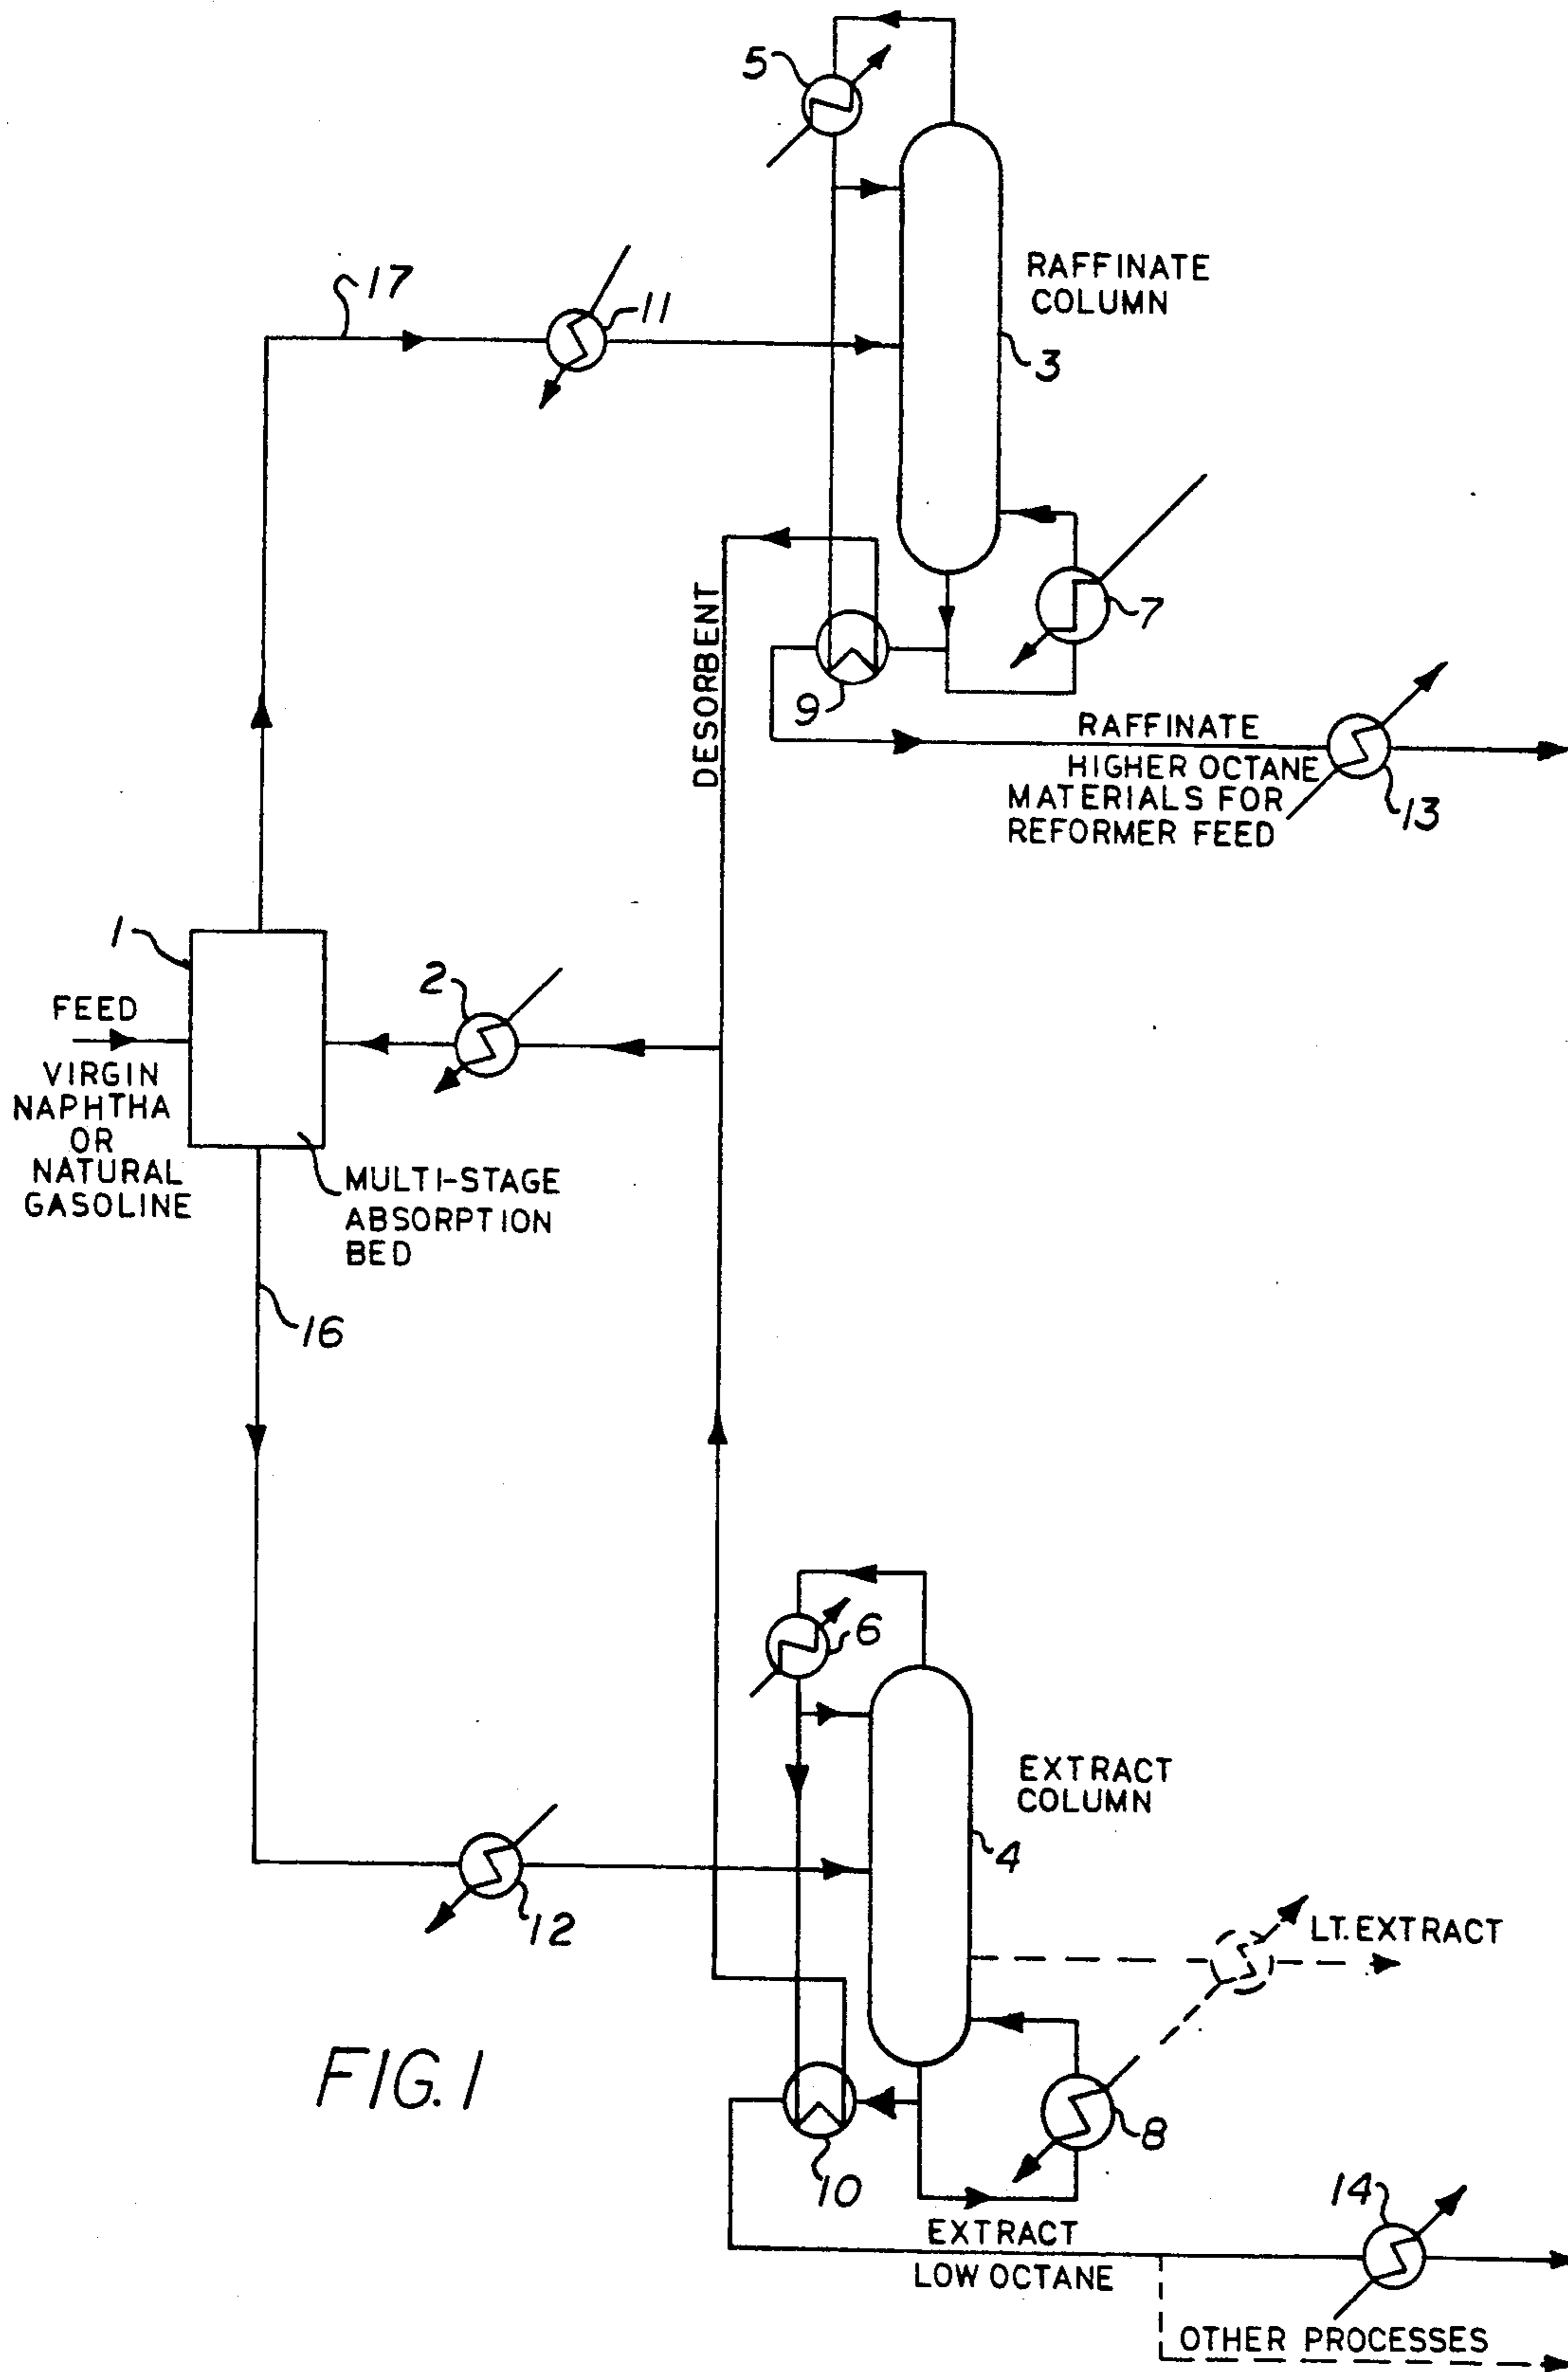 5
17
11
RAFFINATE
COLUMN
3
7
DESORBENT
9
RAFFINATE
HIGHER OCTANE
MATERIALS FOR
REFORMER FEED
13
1
2
FEED
VIRGIN
NAPHTHA
OR
NATURAL
GASOLINE
MULTI-STAGE
ABSORPTION
BED
16
6
EXTRACT
COLUMN
4
12
LT. EXTRACT
FIG. 1
8
10
14
EXTRACT
LOW OCTANE
OTHER PROCESSES